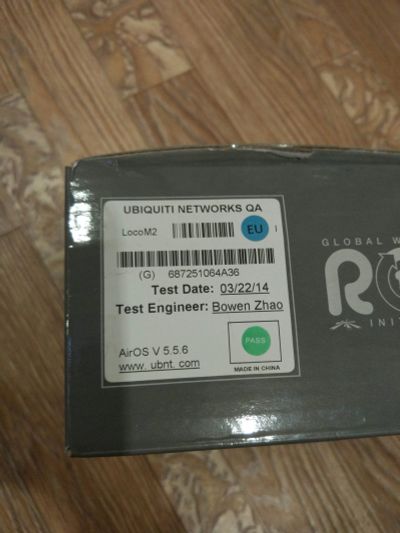 UBIQUITI NETWORKS QA
LocoM2
EU
(G) 687251064A36
Test Date: 03/22/14
Test Engineer: Bowen Zhao
PASS
AirOS V 5.5.6
www. ubnt. com
MADE IN CHINA
GLOBAL